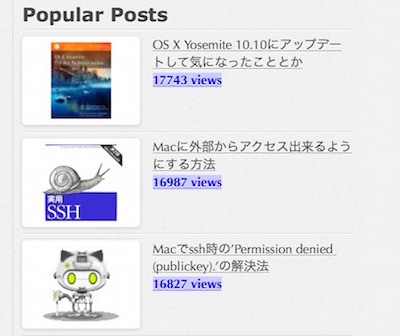 Popular Posts
OS X Yosemite 10.10にアップデー
トして気になったこととか
17743 views
Macに外部からアクセス出来るよう
にする方法
16987 views
実用
SSH
Macでssh時の’Permission denied
(publickey).’の解決法
16827 views